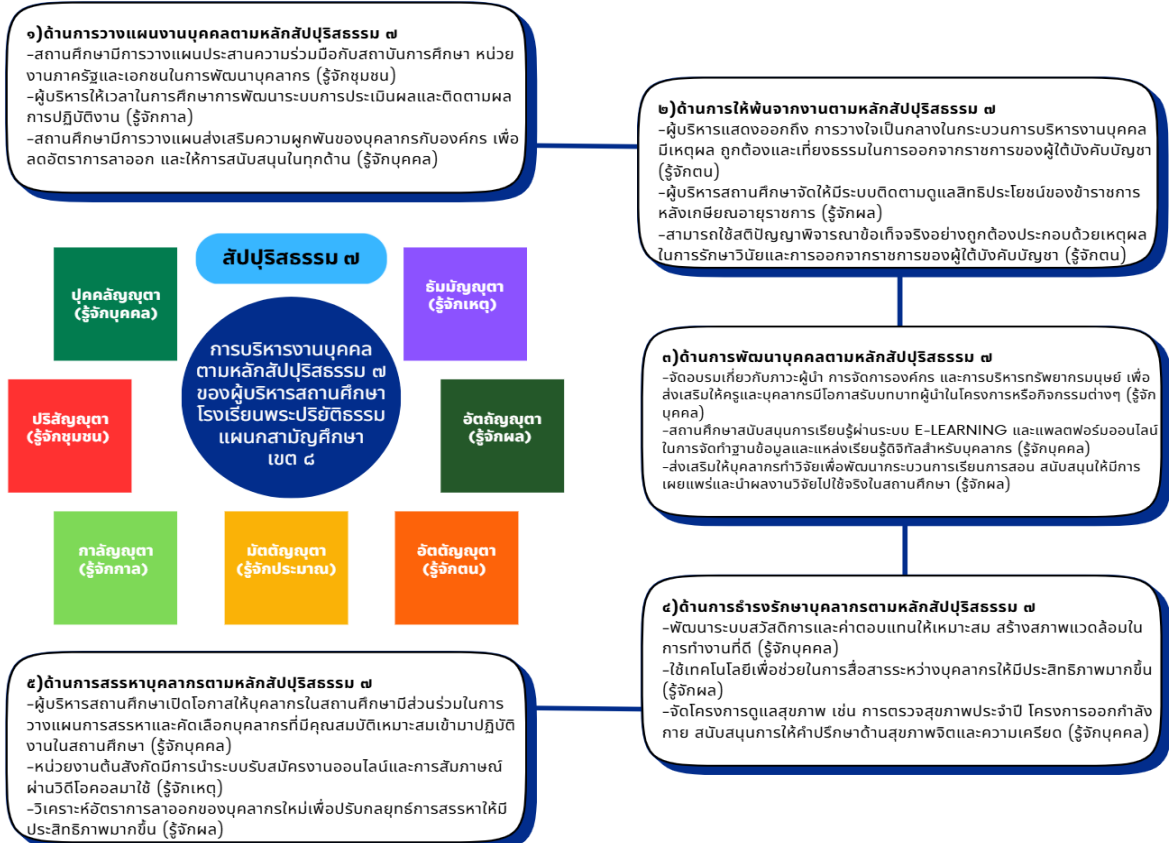 ๑)ด้านการวางแผนงานบุคคลตามหลักสัปปุริสธรรม ๗
-สถานศึกษามีการวางแผนประสานความร่วมมือกับสถาบันการศึกษา หน่วย
งานภาครัฐและเอกชนในการพัฒนาบุคลากร (รู้จักชุมชน)
-ผู้บริหารให้เวลาในการศึกษาการพัฒนาระบบการประเมินผลและติดตามผล
การปฏิบัติงาน (รู้จักกาล)
-สถานศึกษามีการวางแผนส่งเสริมความผูกพันของบุคลากรกับองค์กร เพื่อ
ลดอัตราการลาออก และให้การสนับสนุนในทุกด้าน (รู้จักบุคคล)
๒)ด้านการให้พ้นจากงานตามหลักสัปปุริสธรรม ๗
-ผู้บริหารแสดงออกถึง การวางใจเป็นกลางในกระบวนการบริหารงานบุคคล
มีเหตุผล ถูกต้องและเที่ยงธรรมในการออกจากราชการของผู้ใต้บังคับบัญชา
(รู้จักตน)
-ผู้บริหารสถานศึกษาจัดให้มีระบบติดตามดูแลสิทธิประโยชน์ของข้าราชการ
หลังเกษียณอายุราชการ (รู้จักผล)
-สามารถใช้สติปัญญาพิจารณาข้อเท็จจริงอย่างถูกต้องประกอบด้วยเหตุผล
ในการรักษาวินัยและการออกจากราชการของผู้ใต้บังคับบัญชา (รู้จักตน)
สัปปุริสธรรม ๗
ปุคคลัญญุตา
(รู้จักบุคคล)
ธัมมัญญุตา
(รู้จักเหตุ)
การบริหารงานบุคคล
ตามหลักสัปปุริสธรรม ๗
ของผู้บริหารสถานศึกษา
โรงเรียนพระปริยัติธรรม
แผนกสามัญศึกษา
เขต ๘
ปริสัญญุตา
(รู้จักชุมชน)
อัตถัญญุตา
(รู้จักผล)
กาลัญญุตา
(รู้จักกาล)
มัตตัญญุตา
(รู้จักประมาณ)
อัตตัญญุตา
(รู้จักตน)
๓)ด้านการพัฒนาบุคคลตามหลักสัปปุริสธรรม ๗
-จัดอบรมเกี่ยวกับภาวะผู้นำ การจัดการองค์กร และการบริหารทรัพยากรมนุษย์ เพื่อ
ส่งเสริมให้ครูและบุคลากรมีโอกาสรับบทบาทผู้นำในโครงการหรือกิจกรรมต่างๆ (รู้จัก
บุคคล)
-สถานศึกษาสนับสนุนการเรียนรู้ผ่านระบบ E-LEARNING และแพลตฟอร์มออนไลน์
ในการจัดทำฐานข้อมูลและแหล่งเรียนรู้ดิจิทัลสำหรับบุคลากร (รู้จักบุคคล)
-ส่งเสริมให้บุคลากรทำวิจัยเพื่อพัฒนากระบวนการเรียนการสอน สนับสนุนให้มีการ
เผยแพร่และนำผลงานวิจัยไปใช้จริงในสถานศึกษา (รู้จักผล)
๔)ด้านการธำรงรักษาบุคลากรตามหลักสัปปุริสธรรม ๗
-พัฒนาระบบสวัสดิการและค่าตอบแทนให้เหมาะสม สร้างสภาพแวดล้อมใน
การทำงานที่ดี (รู้จักบุคคล)
-ใช้เทคโนโลยีเพื่อช่วยในการสื่อสารระหว่างบุคลากรให้มีประสิทธิภาพมากขึ้น
(รู้จักผล)
-จัดโครงการดูแลสุขภาพ เช่น การตรวจสุขภาพประจำปี โครงการออกกำลัง
กาย สนับสนุนการให้คำปรึกษาด้านสุขภาพจิตและความเครียด (รู้จักบุคคล)
๕)ด้านการสรรหาบุคลากรตามหลักสัปปุริสธรรม ๗
-ผู้บริหารสถานศึกษาเปิดโอกาสให้บุคลากรในสถานศึกษามีส่วนร่วมในการ
วางแผนการสรรหาและคัดเลือกบุคลากรที่มีคุณสมบัติเหมาะสมเข้ามาปฏิบัติ
งานในสถานศึกษา (รู้จักบุคคล)
-หน่วยงานต้นสังกัดมีการนำระบบรับสมัครงานออนไลน์และการสัมภาษณ์
ผ่านวิดีโอคอลมาใช้ (รู้จักเหตุ)
-วิเคราะห์อัตราการลาออกของบุคลากรใหม่เพื่อปรับกลยุทธ์การสรรหาให้มี
ประสิทธิภาพมากขึ้น (รู้จักผล)